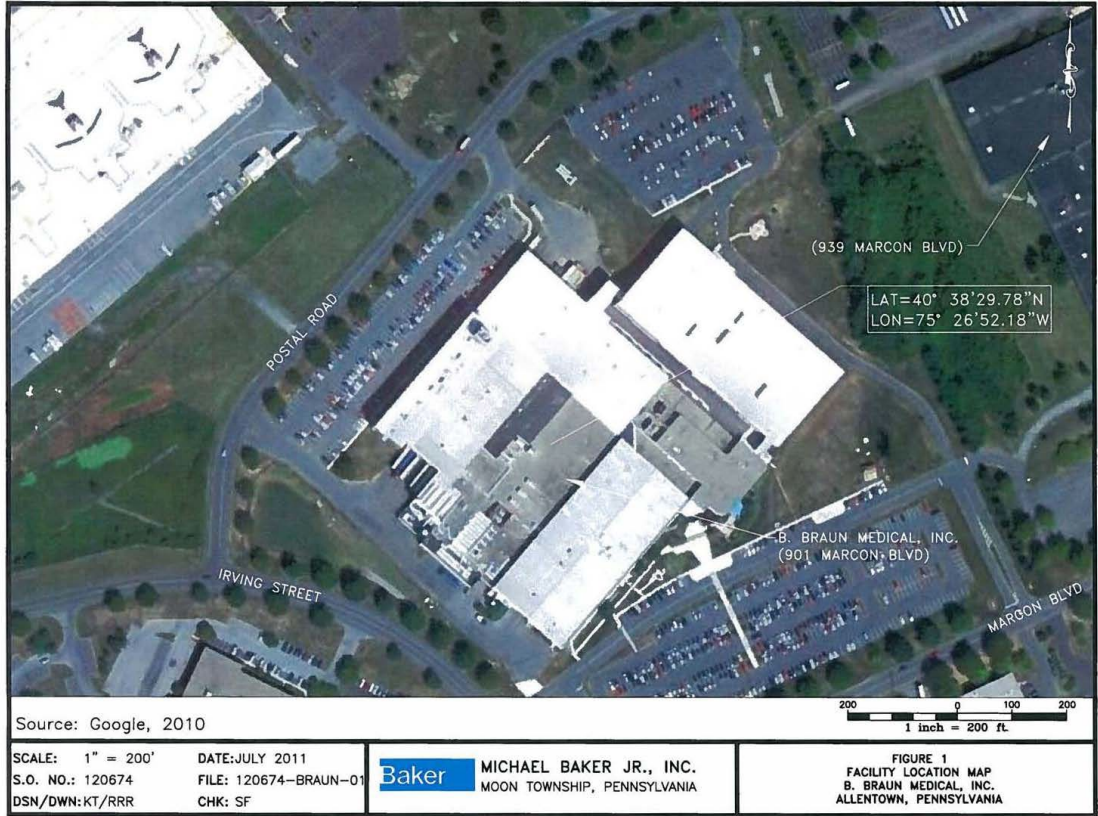 (939 MARCON BLVD)
LAT=40° 38'29.78"N
LON=75° 26'52.18"W
POSTAL ROAD
B. BRAUN MEDICAL, INC.
(901 MARCON BLVD)
IRVING STREET
MARCON BLVD
Source: Google, 2010
200 0 100 200
1 inch = 200 ft.
SCALE: 1" = 200' DATE:JULY 2011
S.O. NO.: 120674 FILE: 120674-BRAUN-01
DSN/DWN:KT/RRR CHK: SF
Baker
MICHAEL BAKER JR., INC.
MOON TOWNSHIP, PENNSYLVANIA
FIGURE 1
FACILITY LOCATION MAP
B. BRAUN MEDICAL, INC.
ALLENTOWN, PENNSYLVANIA